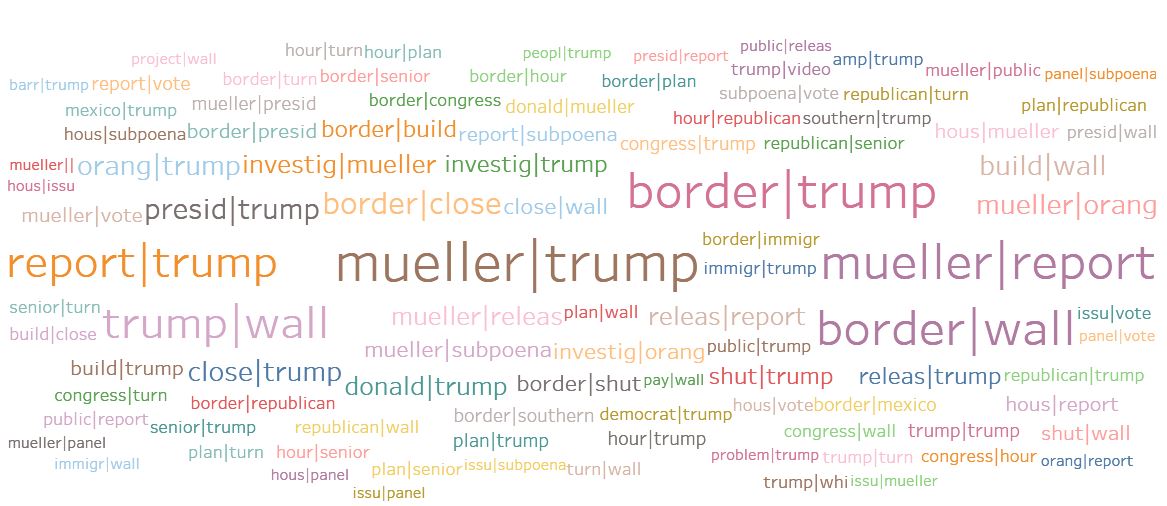 project|wall hour|turn hour|plan peopl|trump presid|report public|releas
barr|trump report|vote border|turn border|senior border|hour border|plan trump|video amp|trump mueller|public panel|subpoena
mexico|trump mueller|presid border|congress donald|mueller subpoena|vote republican|turn plan|republican
hous|subpoena border|presid border|build report|subpoena hour|republican southern|trump hous|mueller presid|wall
mueller|| orang|trump investig|mueller investig|trump congress|trump republican|senior build|wall
hous|issu
mueller|vote presid|trump border|close close|wall border|trump mueller|orang
report|trump mueller|trump border|immigr mueller|report
immigr|trump
senior|turn trump|wall mueller|releas plan|wall releas|report border|wall issu|vote
build|close mueller|subpoena investig|orang public|trump panel|vote
build|trump close|trump donald|trump border|shut pay|wall shut|trump releas|trump republican|trump
congress|turn border|republican border|southern democrat|trump hous|vote border|mexico hous|report
public|report senior|trump republican|wall plan|trump hour|trump congress|wall trump|trump shut|wall
mueller|panel plan|turn hour|senior problem|trump trump|turn congress|hour orang|report
immigr|wall hous|panel plan|senior issu|subpoena turn|wall trump|whi issu|mueller
issu|panel